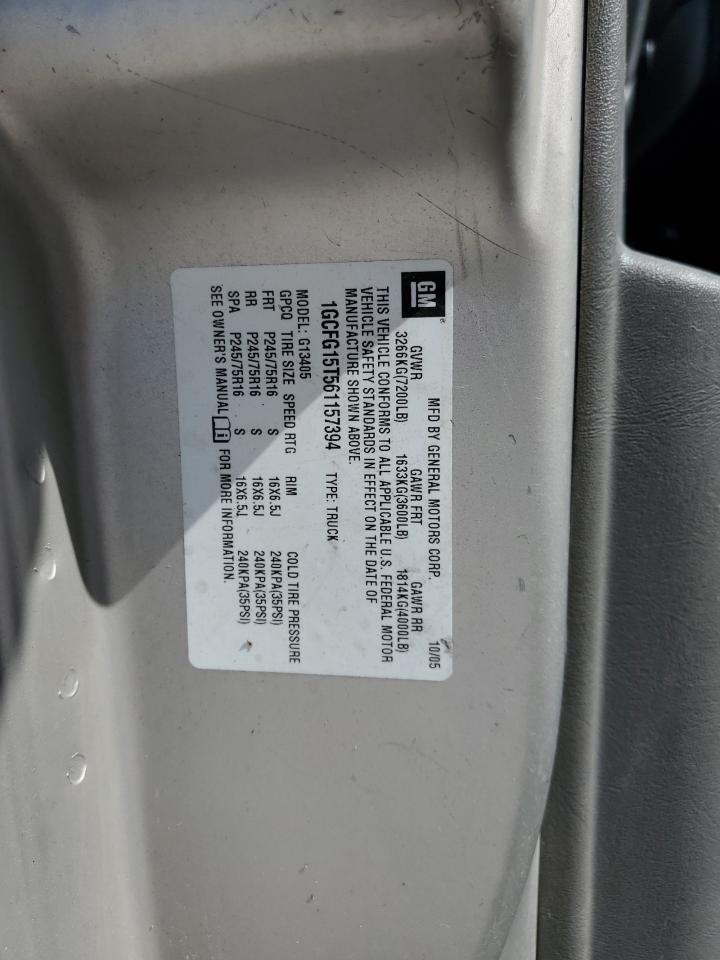 GM® MFD BY GENERAL MOTORS CORP. 10/05
GVWR GAWR FRT GAWR RR
3266KG(7200LB) 1633KG(3600LB) 1814KG(4000LB)
THIS VEHICLE CONFORMS TO ALL APPLICABLE U.S. FEDERAL MOTOR
VEHICLE SAFETY STANDARDS IN EFFECT ON THE DATE OF
MANUFACTURE SHOWN ABOVE.
1GCFG15T561157394 TYPE: TRUCK
MODEL: G13405
GPCQ TIRE SIZE SPEED RTG RIM COLD TIRE PRESSURE
FRT P245/75R16 S 16X6.5J 240KPA(35PSI)
RR P245/75R16 S 16X6.5J 240KPA(35PSI)
SPA P245/75R16 S 16X6.5J 240KPA(35PSI)
SEE OWNER'S MANUAL FOR MORE INFORMATION.